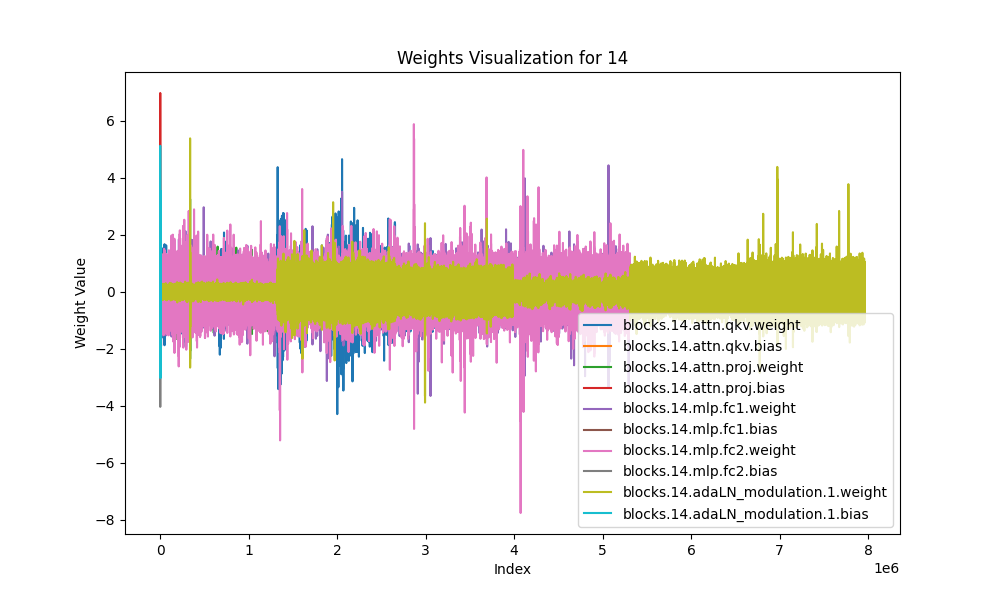 Weights Visualization for 14
Weight Value
6
4
2
0
−2
−4
−6
−8
blocks.14.attn.qkv.weight
blocks.14.attn.qkv.bias
blocks.14.attn.proj.weight
blocks.14.attn.proj.bias
blocks.14.mlp.fc1.weight
blocks.14.mlp.fc1.bias
blocks.14.mlp.fc2.weight
blocks.14.mlp.fc2.bias
blocks.14.adaLN_modulation.1.weight
blocks.14.adaLN_modulation.1.bias
0 1 2 3 4 5 6 7 8
1e6
Index